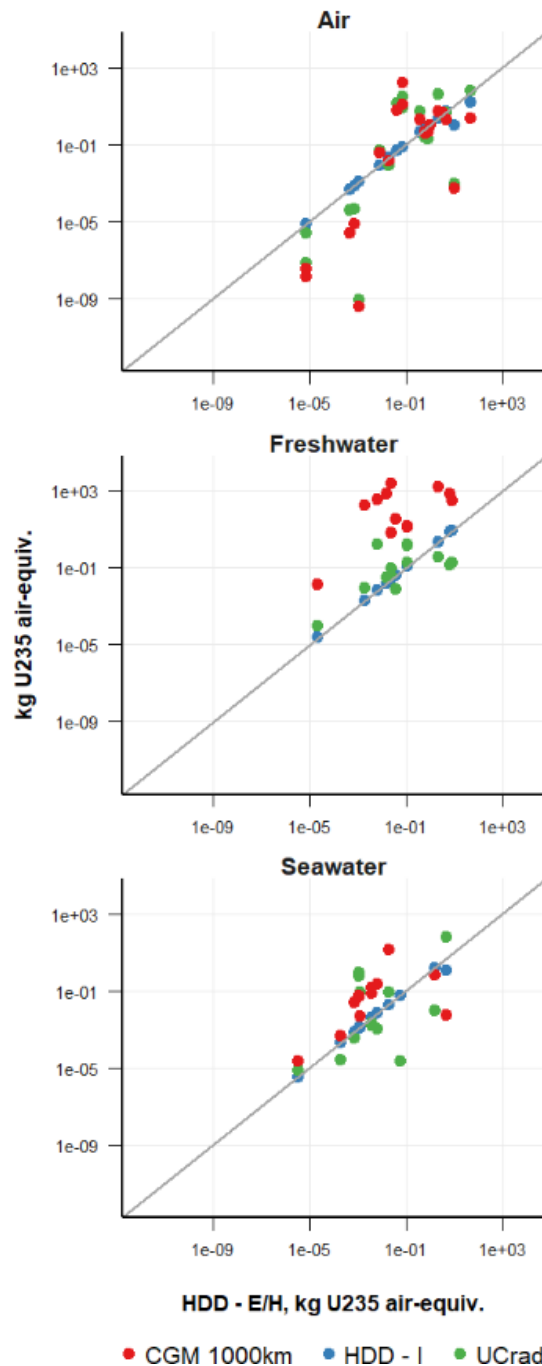 Air
1e+03
1e-01
1e-05
1e-09
1e-09 1e-05 1e-01 1e+03
Freshwater
1e+03
1e-01
1e-05
1e-09
1e-09 1e-05 1e-01 1e+03
kg U235 air-equiv.
Seawater
1e+03
1e-01
1e-05
1e-09
1e-09 1e-05 1e-01 1e+03
HDD - E/H, kg U235 air-equiv.
CGM 1000km HDD - I UCrad